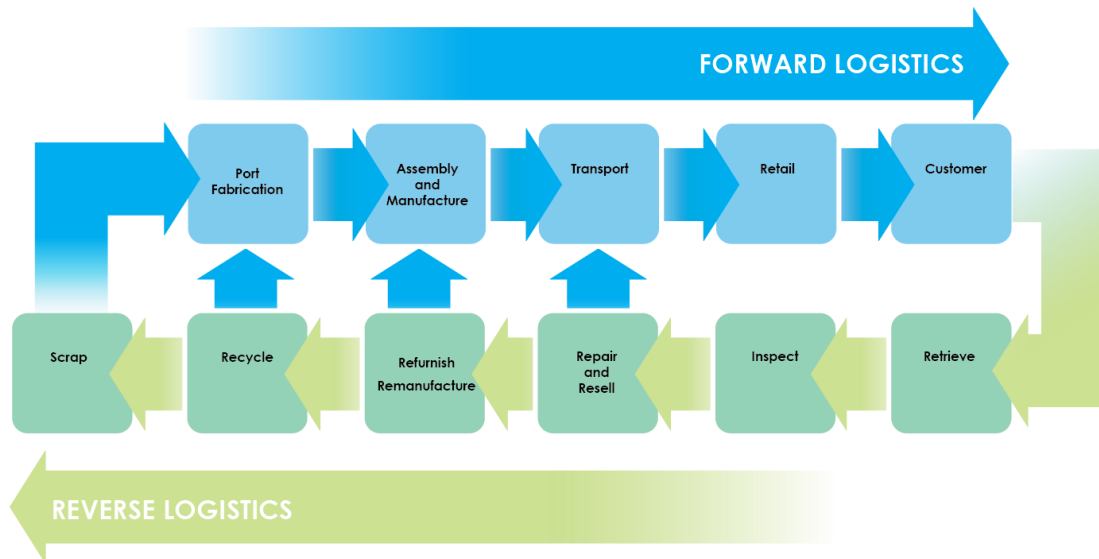 FORWARD LOGISTICS
Port
Fabrication
Assembly
and
Manufacture
Transport
Retail
Customer
Scrap
Recycle
Refurnish
Remanufacture
Repair
and
Resell
Inspect
Retrieve
REVERSE LOGISTICS